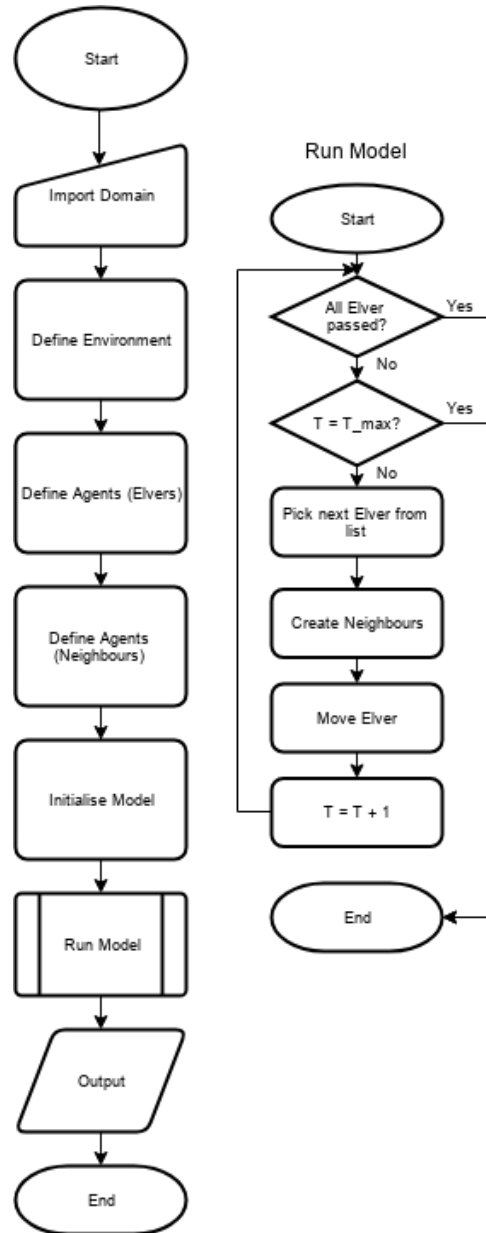 Start
Import Domain
Define Environment
Define Agents (Elvers)
Define Agents
(Neighbours)
Initialise Model
Run Model
Output
End
Run Model
Start
All Elver
passed?
Yes
No
T = T_max?
Yes
No
Pick next Elver from
list
Create Neighbours
Move Elver
T = T + 1
End